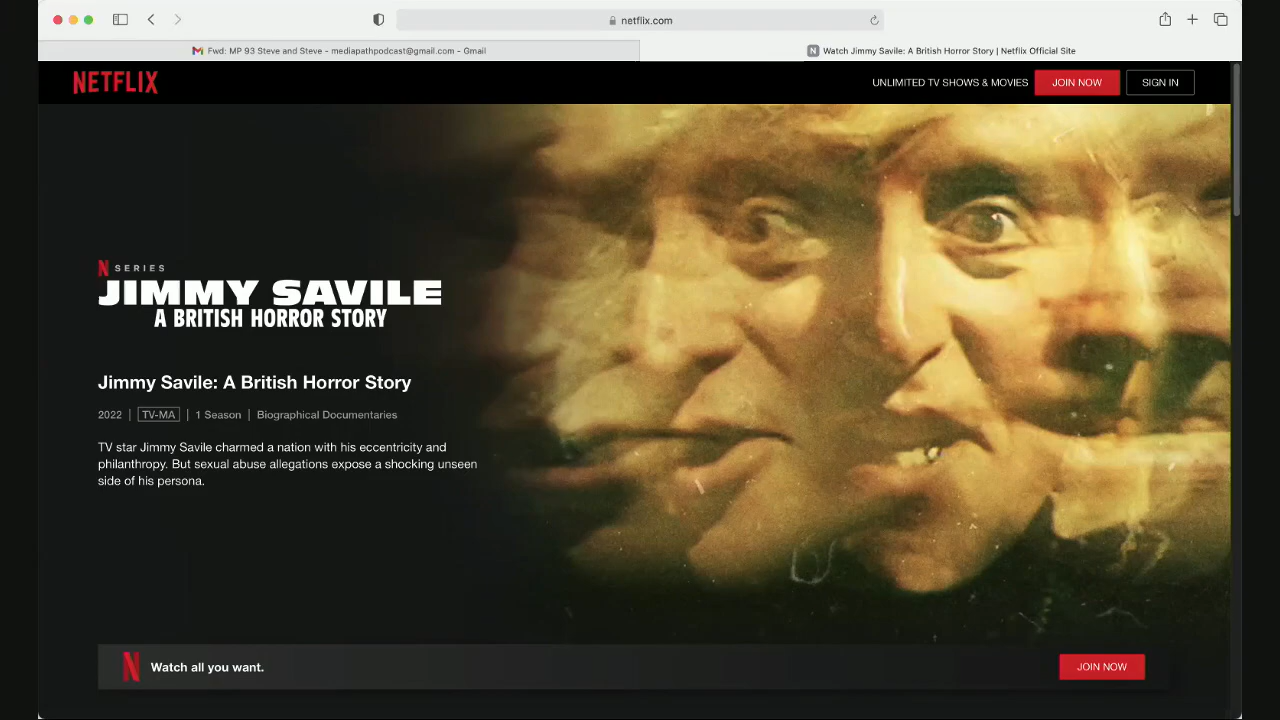 netflix.com
Fwd: MP 93 Steve and Steve - mediapathpodcast@gmail.com - Gmail
N Watch Jimmy Savile: A British Horror Story | Netflix Official Site
NETFLIX
UNLIMITED TV SHOWS & MOVIES
JOIN NOW
SIGN IN
N SERIES
JIMMY SAVILE
A BRITISH HORROR STORY
Jimmy Savile: A British Horror Story
2022 | TV-MA | 1 Season | Biographical Documentaries
TV star Jimmy Savile charmed a nation with his eccentricity and
philanthropy. But sexual abuse allegations expose a shocking unseen
side of his persona.
N Watch all you want.
JOIN NOW